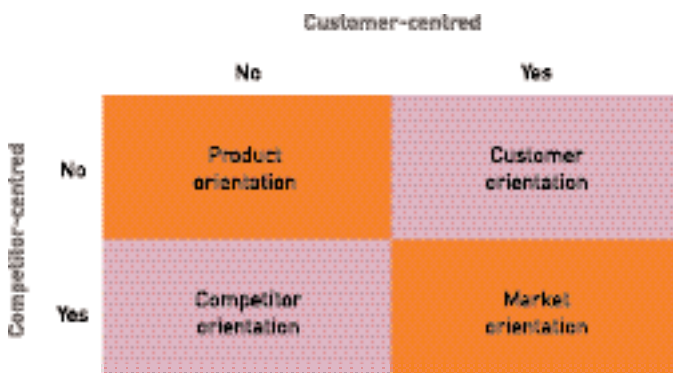 Customer-centred
No
Yes
Competitor-centred
No
Product
orientation
Customer
orientation
Yes
Competitor
orientation
Market
orientation